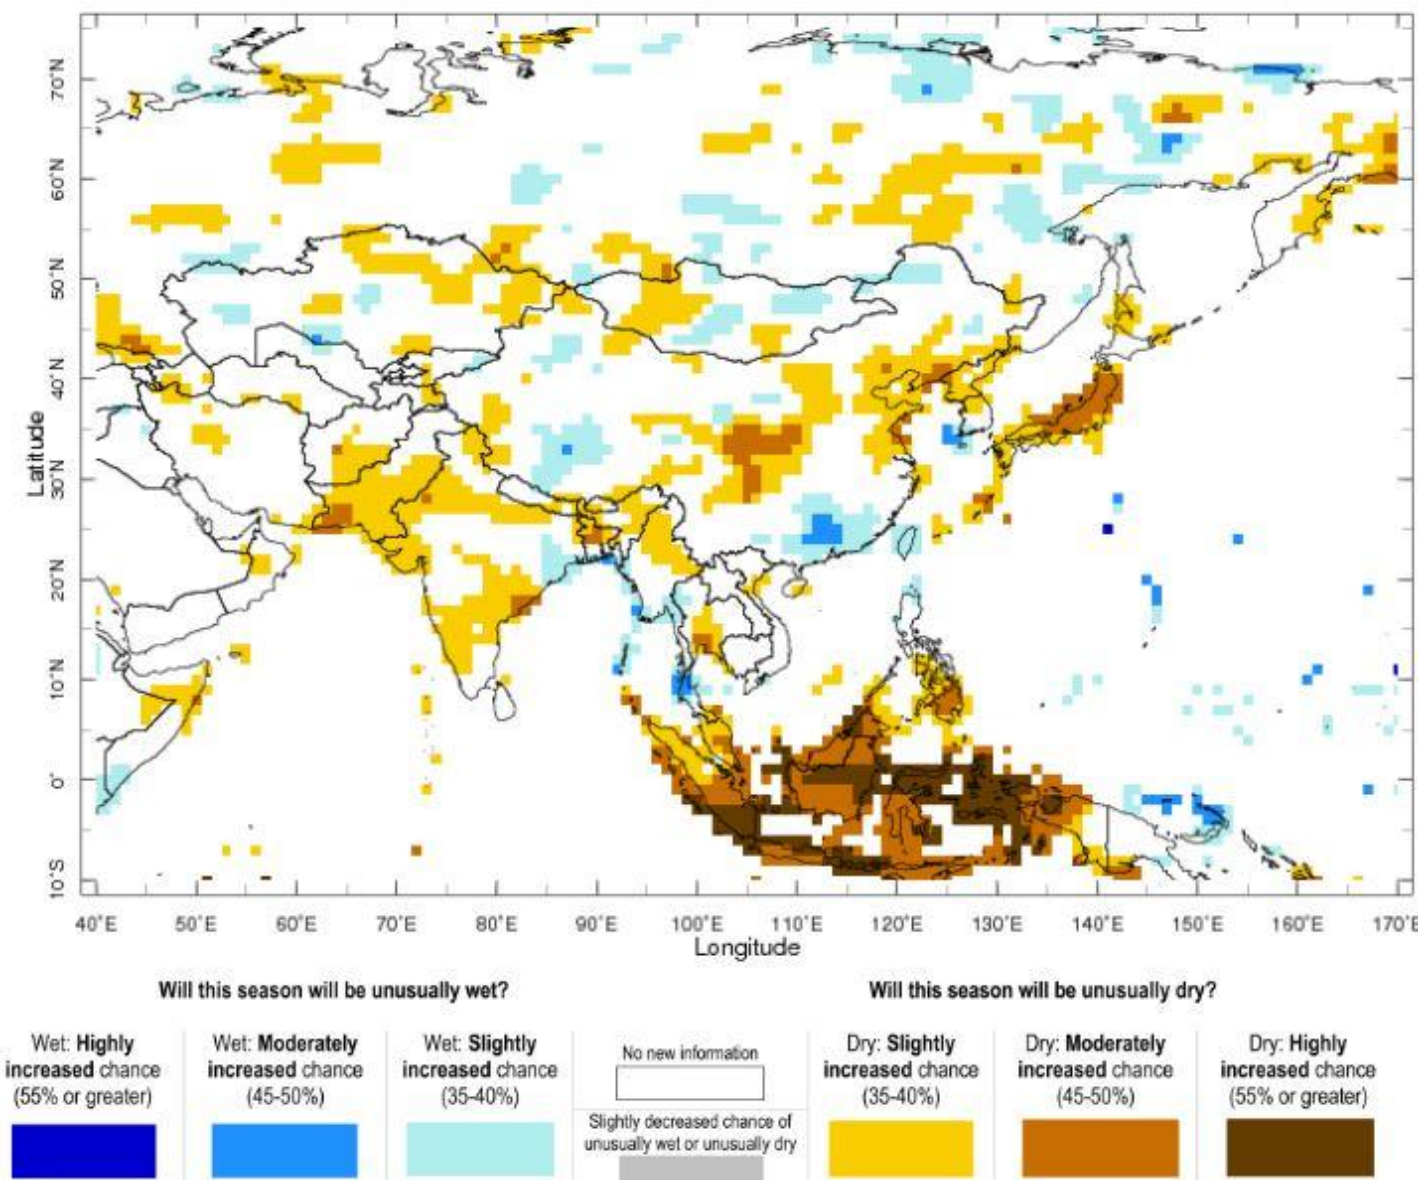 70°N
60°N
50°N
40°N
30°N
20°N
10°N
0°
10°S
Latitude
40°E 50°E 60°E 70°E 80°E 90°E 100°E 110°E 120°E 130°E 140°E 150°E 160°E 170°E
Longitude
Will this season will be unusually wet?
Will this season will be unusually dry?
Wet: Highly
increased chance
(55% or greater)
Wet: Moderately
increased chance
(45-50%)
Wet: Slightly
increased chance
(35-40%)
No new information
Slightly decreased chance of
unusually wet or unusually dry
Dry: Slightly
increased chance
(35-40%)
Dry: Moderately
increased chance
(45-50%)
Dry: Highly
increased chance
(55% or greater)